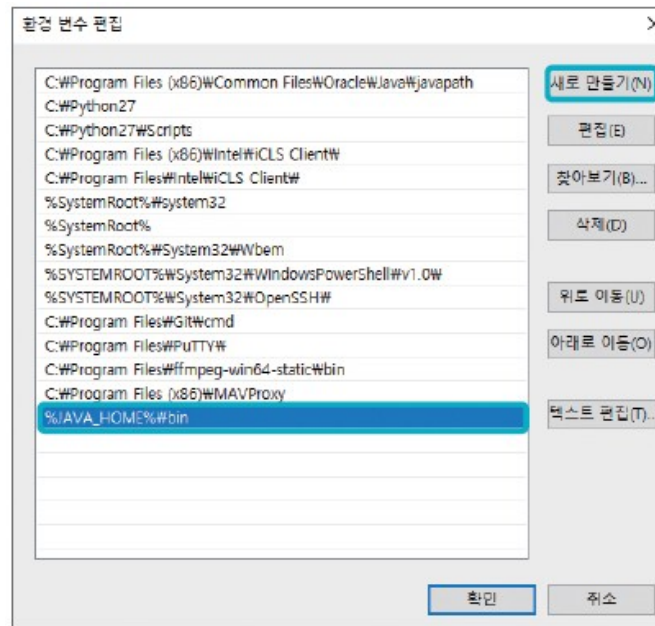 환경 변수 편집
C:₩Program Files (x86)₩Common Files₩Oracle₩Java₩javapath
새로 만들기(N)
C:₩Python27
C:₩Python27₩Scripts
편집(E)
C:₩Program Files (x86)₩Intel₩iCLS Client₩
C:₩Program Files₩Intel₩iCLS Client₩
찾아보기(B)...
%SystemRoot%₩system32
%SystemRoot%
삭제(D)
%SystemRoot%₩System32₩Wbem
%SYSTEMROOT%₩System32₩WindowsPowerShell₩v1.0₩
%SYSTEMROOT%₩System32₩OpenSSH₩
위로 이동(U)
C:₩Program Files₩Git₩cmd
C:₩Program Files₩PuTTY₩
아래로 이동(O)
C:₩Program Files₩ffmpeg-win64-static₩bin
C:₩Program Files (x86)₩MAVProxy
%JAVA_HOME%₩bin
텍스트 편집(T)..
확인
취소